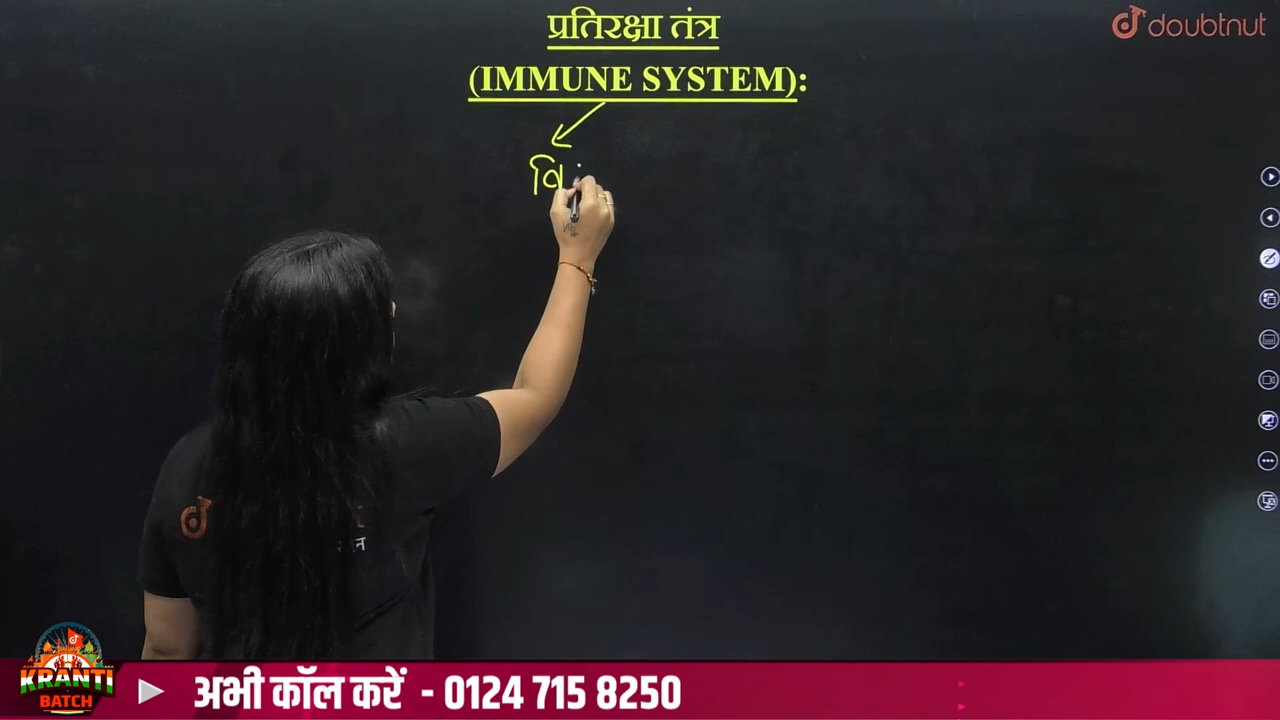 प्रतिरक्षा तंत्र
doubtnut
(IMMUNE SYSTEM):
वि
KRANTI
BATCH
अभी कॉल करें - 0124 715 8250